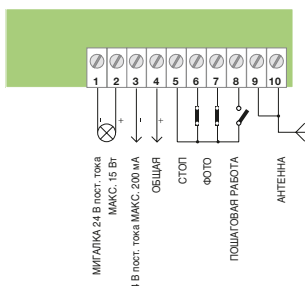 1 2 3 4 5 6 7 8 9 10
- + - +
МИГАЛКА 24 В пост. тока
МАКС. 15 Вт
4 В пост. тока МАКС. 200 мА
ОБЩАЯ
СТОП
ФОТО
ПОШАГОВАЯ РАБОТА
АНТЕННА